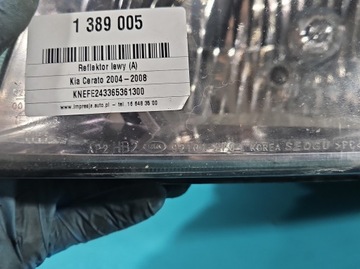 1 389 005
Reflektor lewy (A)
Kia Cerato 2004-2008
KNEFE243365361300
www.impresja.auto.pl - tel. 16 648 35 00
KOREA